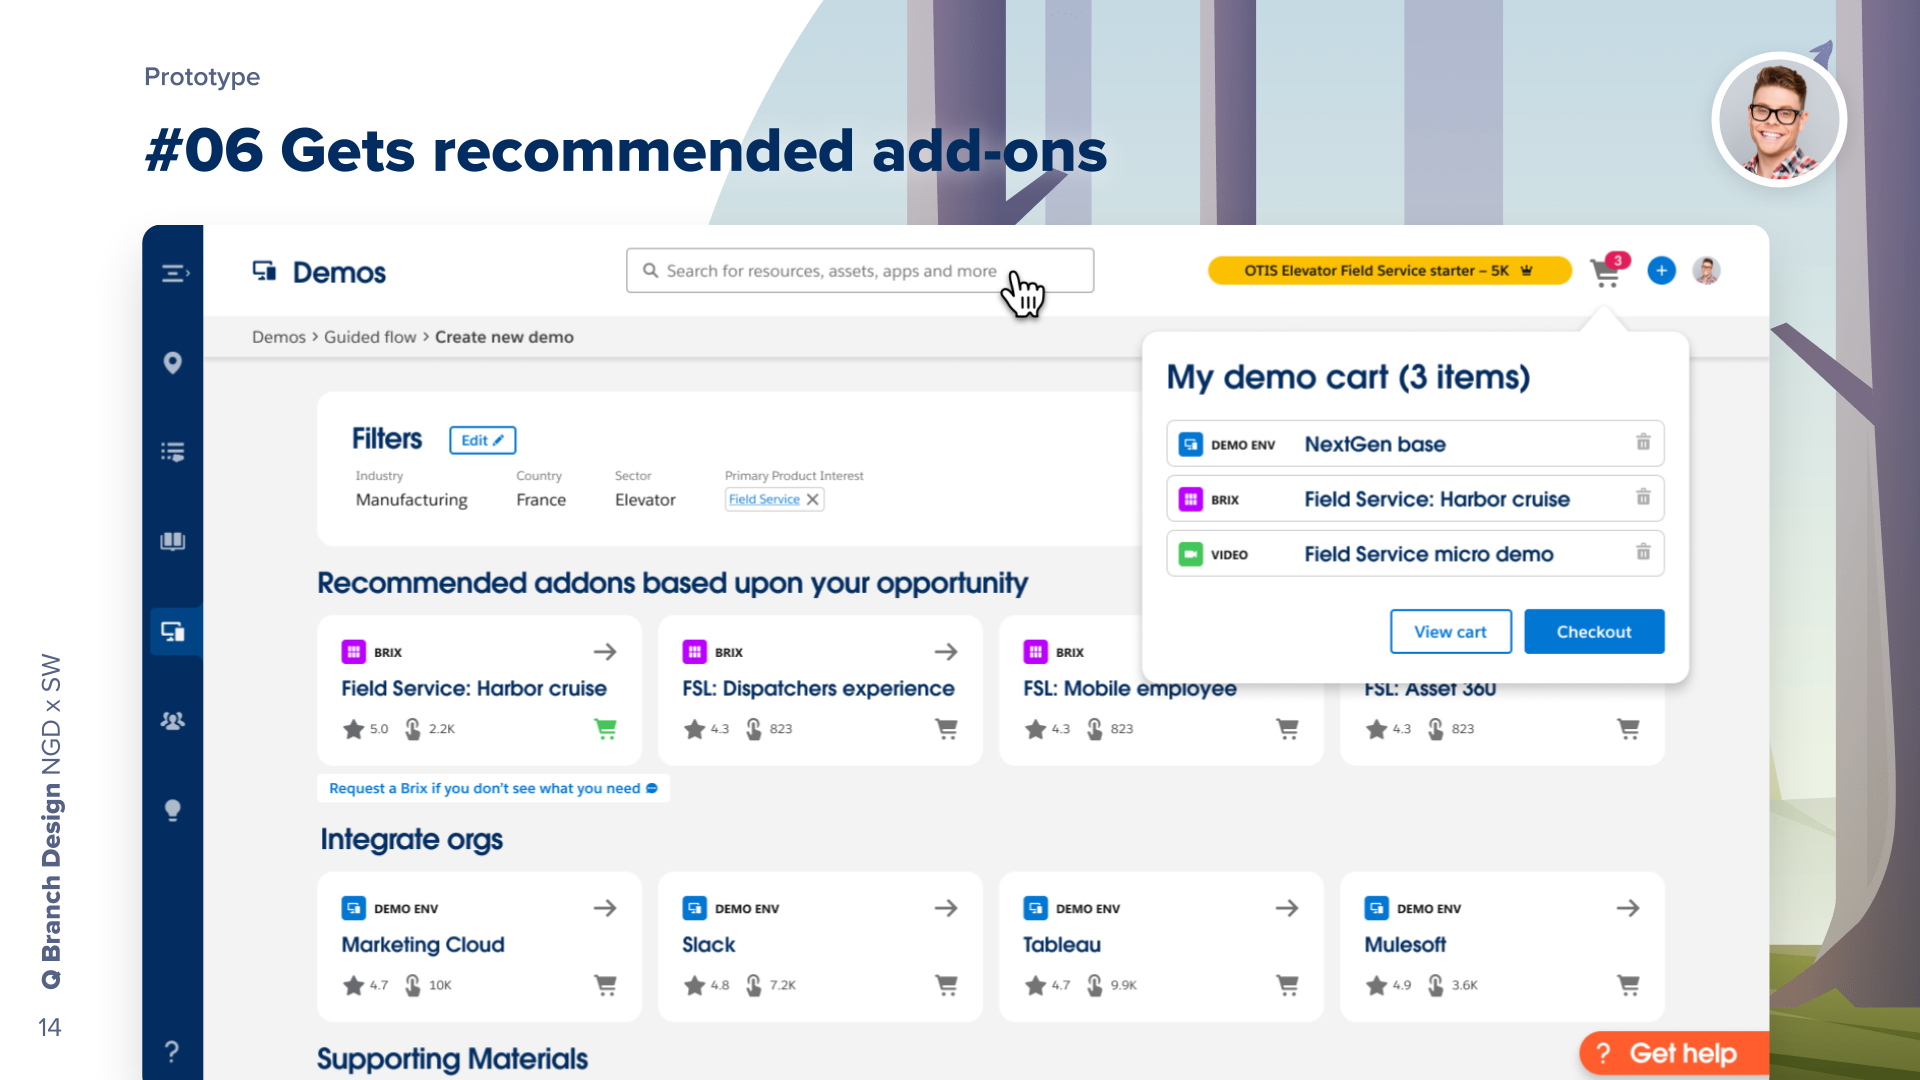 Prototype
#06 Gets recommended add-ons
Demos
Search for resources, assets, apps and more
OTIS Elevator Field Service starter – 5K
3
Demos > Guided flow > Create new demo
My demo cart (3 items)
DEMO ENV NextGen base
BRIX Field Service: Harbor cruise
VIDEO Field Service micro demo
View cart Checkout
Filters Edit
Industry Country Sector Primary Product Interest
Manufacturing France Elevator Field Service
Recommended addons based upon your opportunity
BRIX
Field Service: Harbor cruise
5.0 2.2K
BRIX
FSL: Dispatchers experience
4.3 823
BRIX
FSL: Mobile employee
4.3 823
FSL: Asset 360
4.3 823
Request a Brix if you don't see what you need
Integrate orgs
DEMO ENV
Marketing Cloud
4.7 10K
DEMO ENV
Slack
4.8 7.2K
DEMO ENV
Tableau
4.7 9.9K
DEMO ENV
Mulesoft
4.9 3.6K
Supporting Materials
? Get help
?
Q Branch Design NGD x SW
14